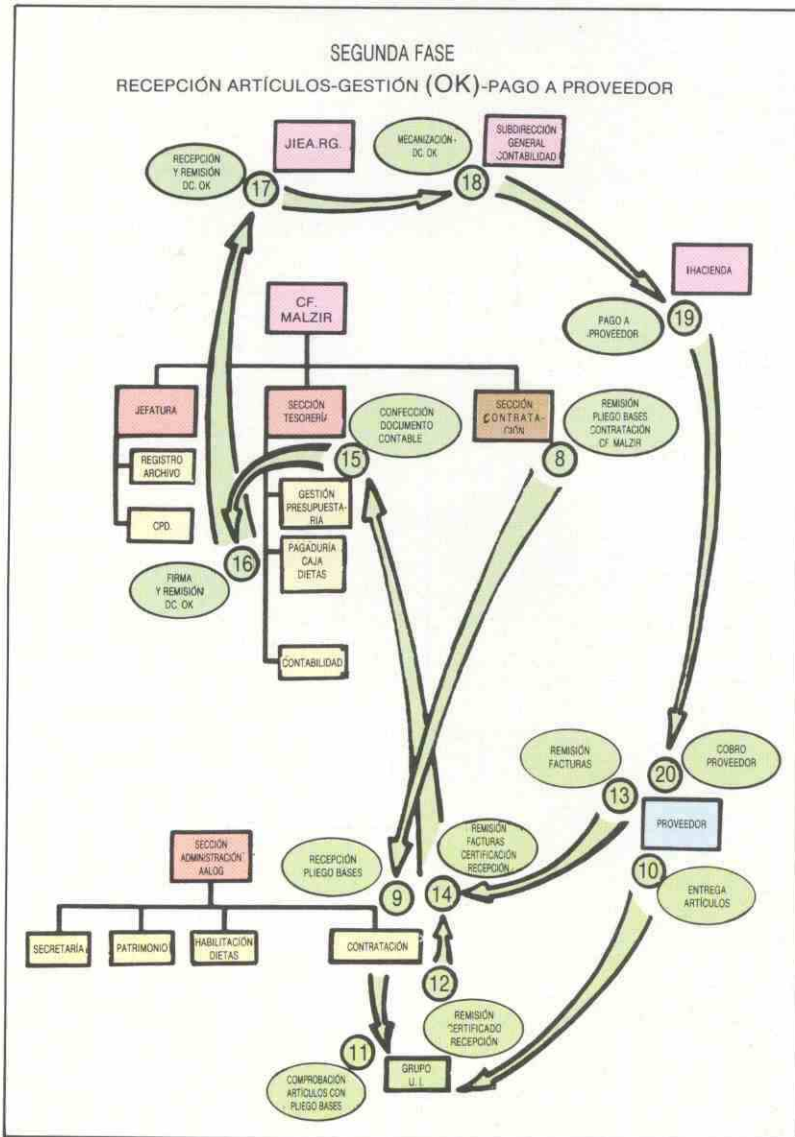 SEGUNDA FASE
RECEPCIÓN ARTÍCULOS-GESTIÓN (OK)-PAGO A PROVEEDOR
RECEPCIÓN
Y REMISIÓN
DC. OK
JIEA.RG.
17
MECANIZACIÓN-
DC. OK
18
SUBDIRECCIÓN
GENERAL
CONTABILIDAD
HACIENDA
PAGO A
PROVEEDOR
19
CF.
MALZIR
JEFATURA
REGISTRO
ARCHIVO
CPD.
SECCIÓN
TESORERÍA
CONFECCIÓN
DOCUMENTO
CONTABLE
15
SECCIÓN
CONTRATA-
CIÓN
REMISIÓN
PLIEGO BASES
CONTRATACIÓN
CF. MALZIR
8
GESTIÓN
PRESUPUESTA-
RIA
PAGADURÍA
CAJA
DIETAS
CONTABILIDAD
16
FIRMA
Y REMISIÓN
DC. OK
REMISIÓN
FACTURAS
13
20
COBRO
PROVEEDOR
PROVEEDOR
10
ENTREGA
ARTÍCULOS
SECCIÓN
ADMINISTRACIÓN
AALOG
RECEPCIÓN
PLIEGO BASES
9
REMISIÓN
FACTURAS
CERTIFICACIÓN
RECEPCIÓN
14
SECRETARÍA
PATRIMONIO
HABILITACIÓN
DIETAS
CONTRATACIÓN
12
REMISIÓN
CERTIFICADO
RECEPCIÓN
11
COMPROBACIÓN
ARTÍCULOS CON
PLIEGO BASES
GRUPO
U. I.